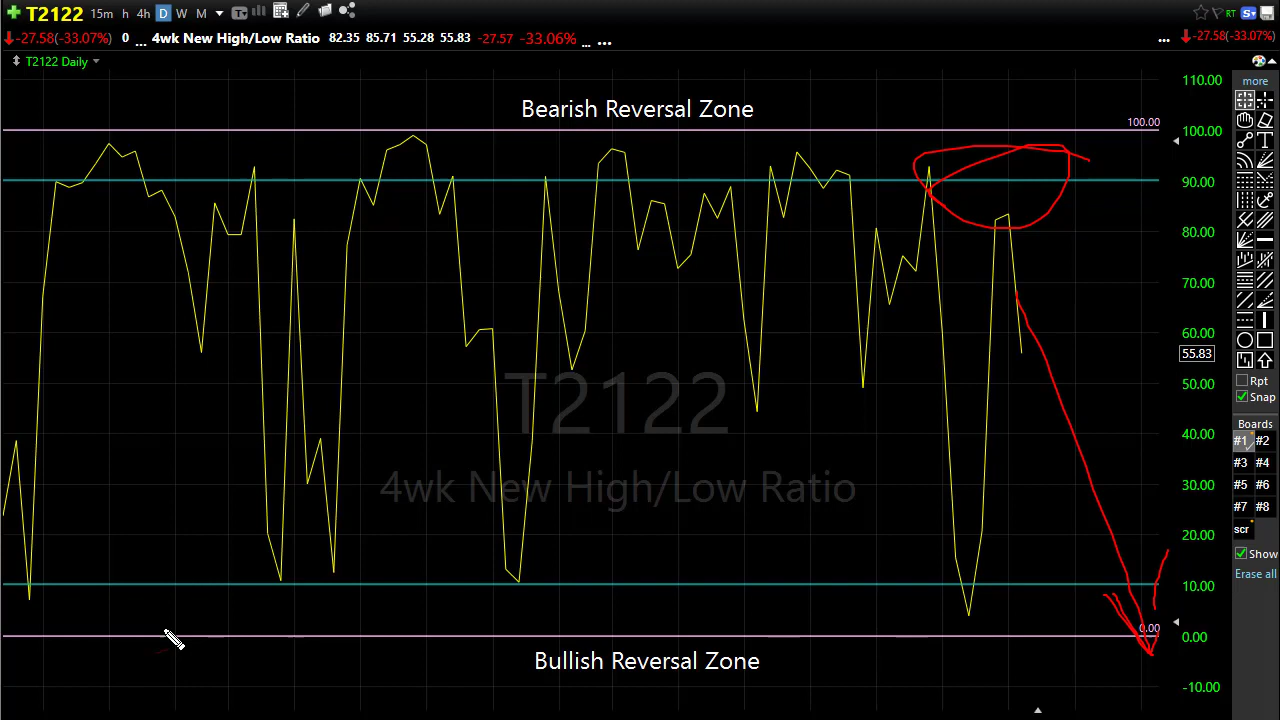 T2122 15m h 4h D W M T RT S
-27.58(-33.07%) 0 ... 4wk New High/Low Ratio 82.35 85.71 55.28 55.83 -27.57 -33.06% ... ... ... -27.58(-33.07%)
T2122 Daily
more
110.00
Bearish Reversal Zone
100.00
100.00
90.00
80.00
70.00
60.00
55.83
50.00
T2122
40.00
4wk New High/Low Ratio
30.00
20.00
10.00
0.00
0.00
Bullish Reversal Zone
-10.00
T
Rpt
Snap
Boards
#1 #2
#3 #4
#5 #6
#7 #8
scr
Show
Erase all